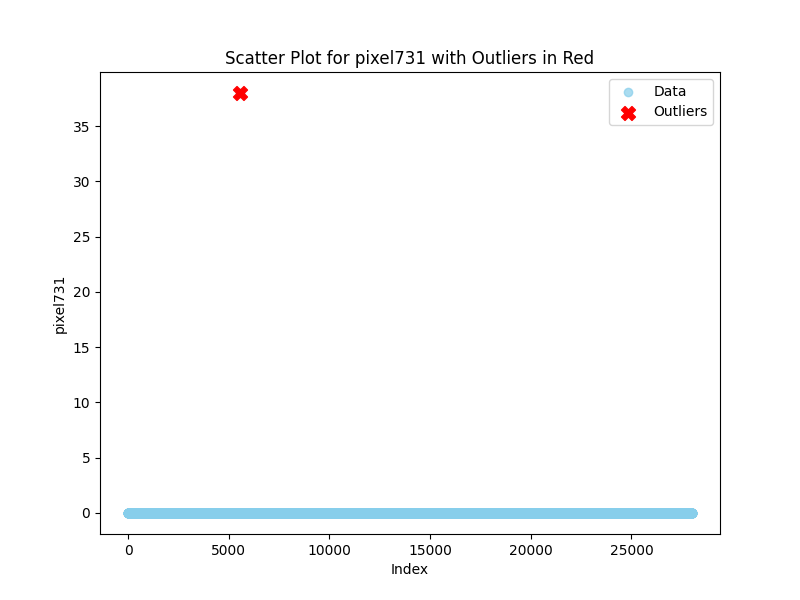 Scatter Plot for pixel731 with Outliers in Red
Data
Outliers
35
30
25
20
15
10
5
0
pixel731
0 5000 10000 15000 20000 25000
Index